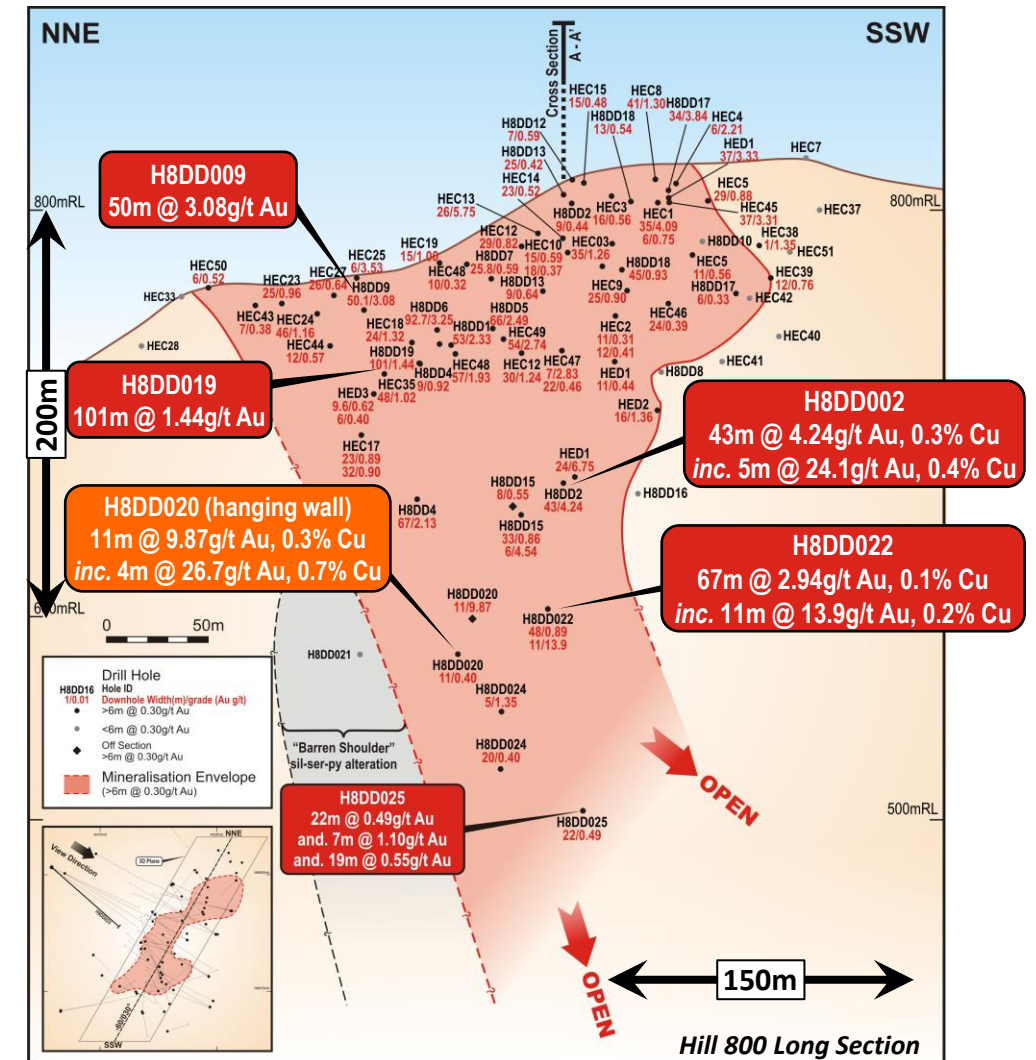 NNE
SSW
Cross Section
A - A'
HEC15
15/0.48
HEC8
41/1.30
H8DD17
34/3.84
HEC4
6/2.21
HED1
37/3.33
HEC7
H8DD12
7/0.59
H8DD18
13/0.54
H8DD13
25/0.42
HEC14
23/0.52
HEC5
29/0.88
HEC13
26/5.75
H8DD2
9/0.44
HEC3
16/0.56
HEC1
35/4.09
6/0.75
HEC45
37/3.31
HEC37
H8DD009
50m @ 3.08g/t Au
800mRL
800mRL
HEC12
29/0.82
HEC10
15/0.59
18/0.37
HEC03
35/1.26
H8DD10
HEC38
1/1.35
HEC51
HEC19
15/1.08
HEC25
6/3.53
HEC27
26/0.64
HEC23
25/0.96
HEC50
6/0.52
HEC33
HEC48
10/0.32
H8DD7
25.8/0.59
H8DD13
9/0.64
H8DD18
45/0.93
HEC5
11/0.56
H8DD17
6/0.33
HEC39
12/0.76
HEC42
HEC9
25/0.90
H8DD9
50.1/3.08
HEC43
7/0.38
HEC24
46/1.16
HEC44
12/0.57
HEC28
HEC18
24/1.32
H8DD6
92.7/3.25
H8DD1
53/2.33
H8DD5
66/2.49
HEC49
54/2.74
HEC2
11/0.31
12/0.41
HEC46
24/0.39
HEC40
HEC41
H8DD19
101/1.44
H8DD4
9/0.92
HEC48
57/1.93
HEC12
30/1.24
HEC47
7/2.83
22/0.46
HED1
11/0.44
H8DD8
HEC35
48/1.02
HED3
9.6/0.62
6/0.40
HED2
16/1.36
H8DD019
101m @ 1.44g/t Au
200m
HEC17
23/0.89
32/0.90
H8DD002
43m @ 4.24g/t Au, 0.3% Cu
inc. 5m @ 24.1g/t Au, 0.4% Cu
HED1
24/6.75
H8DD15
8/0.55
H8DD2
43/4.24
H8DD16
H8DD4
67/2.13
H8DD15
33/0.86
6/4.54
H8DD020 (hanging wall)
11m @ 9.87g/t Au, 0.3% Cu
inc. 4m @ 26.7g/t Au, 0.7% Cu
H8DD022
67m @ 2.94g/t Au, 0.1% Cu
inc. 11m @ 13.9g/t Au, 0.2% Cu
600mRL
H8DD020
11/9.87
H8DD022
48/0.89
11/13.9
0 50m
H8DD021
H8DD020
11/0.40
H8DD024
5/1.35
Drill Hole
H8DD16 Hole ID
1/0.01 Downhole Width(m)/grade (Au g/t)
>6m @ 0.30g/t Au
<6m @ 0.30g/t Au
Off Section
>6m @ 0.30g/t Au
Mineralisation Envelope
(>6m @ 0.30g/t Au)
"Barren Shoulder"
sil-ser-py alteration
H8DD024
20/0.40
OPEN
H8DD025
22m @ 0.49g/t Au
and. 7m @ 1.10g/t Au
and. 19m @ 0.55g/t Au
500mRL
H8DD025
22/0.49
NNE
View Direction
3D Plane
-60/030°
SSW
OPEN
150m
Hill 800 Long Section